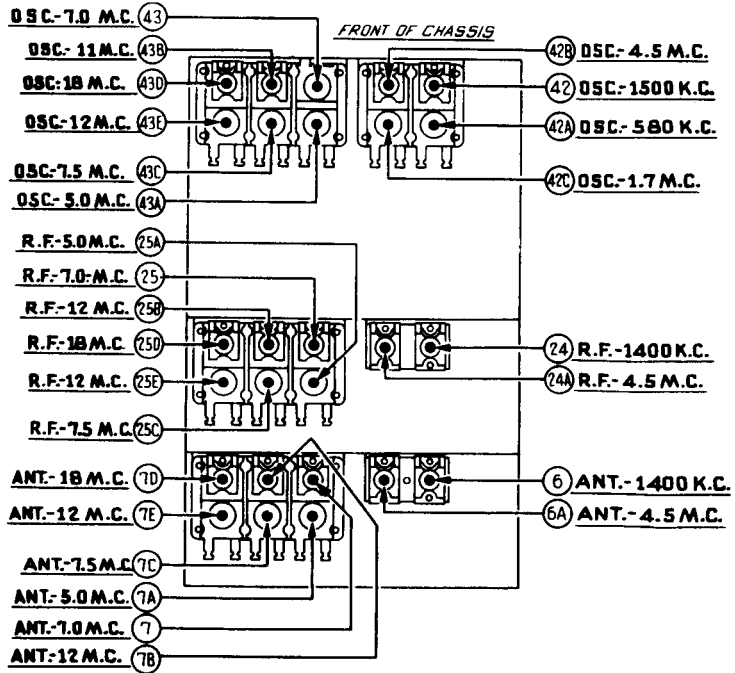 FRONT OF CHASSIS
OSC.-7.0 M.C. 43
OSC.-11 M.C. 43B
OSC.-18 M.C. 43D
OSC.-12 M.C. 43E
OSC.-7.5 M.C. 43C
OSC.-5.0 M.C. 43A
42B OSC.-4.5 M.C.
42 OSC.-1500 K.C.
42A OSC.-580 K.C.
42C OSC.-1.7 M.C.
R.F.-5.0 M.C. 25A
R.F.-7.0-M.C. 25
R.F.-12 M.C. 25B
R.F.-18 M.C. 25D
R.F.-12 M.C. 25E
R.F.-7.5 M.C. 25C
24 R.F.-1400 K.C.
24A R.F.-4.5 M.C.
ANT.-18 M.C. 7D
ANT.-12 M.C. 7E
ANT.-7.5 M.C 7C
ANT.-5.0 M.C. 7A
ANT.-7.0 M.C. 7
ANT.-12 M.C. 7B
6 ANT.-1400 K.C.
6A ANT.-4.5 M.C.